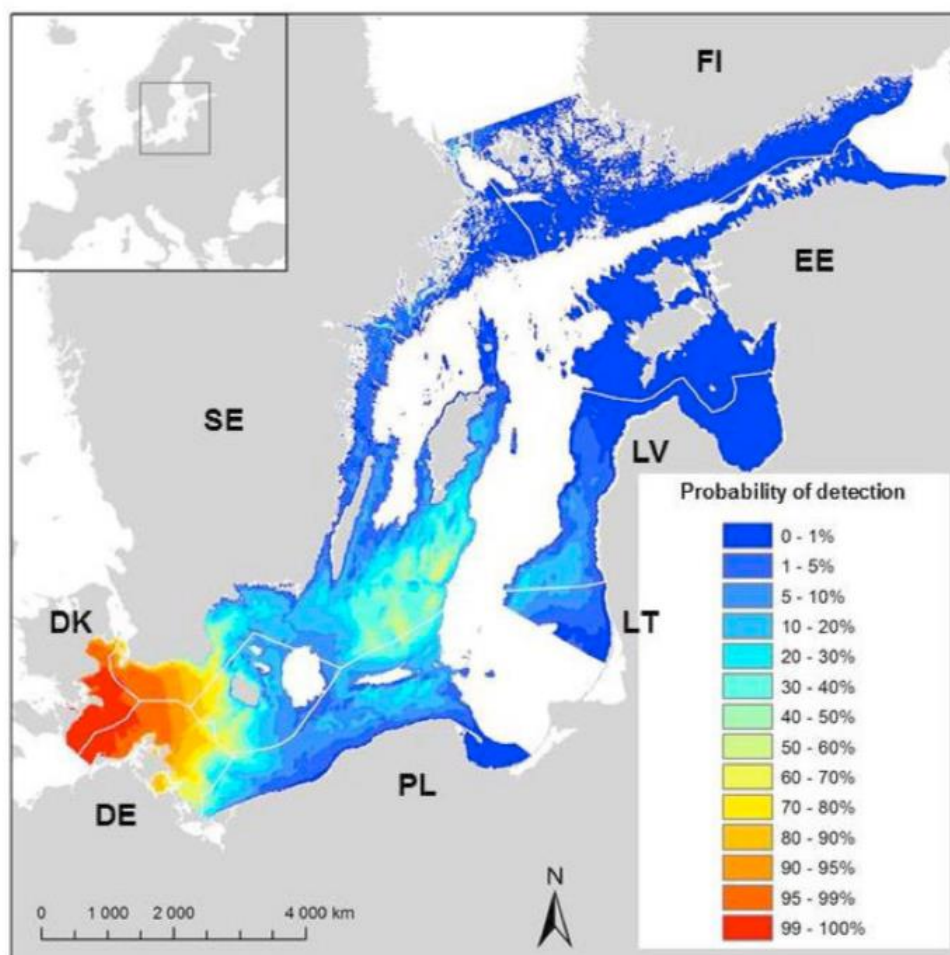 FI
EE
SE
LV
Probability of detection
0 - 1%
1 - 5%
5 - 10%
10 - 20%
20 - 30%
30 - 40%
40 - 50%
50 - 60%
60 - 70%
70 - 80%
80 - 90%
90 - 95%
95 - 99%
99 - 100%
DK
LT
PL
DE
N
0 1 000 2 000 4 000 km